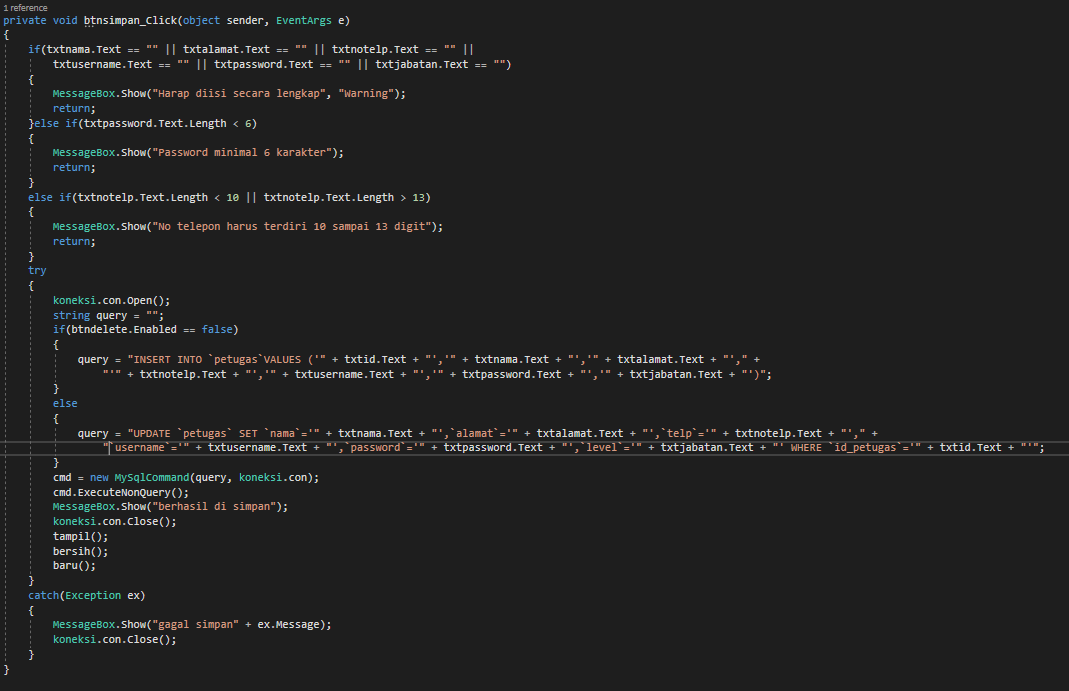 1 reference
private void btnsimpan_Click(object sender, EventArgs e)
{
    if(txtnama.Text == "" || txtalamat.Text == "" || txtnotelp.Text == "" ||
        txtusername.Text == "" || txtpassword.Text == "" || txtjabatan.Text == "")
    {
        MessageBox.Show("Harap diisi secara lengkap", "Warning");
        return;
    }else if(txtpassword.Text.Length < 6)
    {
        MessageBox.Show("Password minimal 6 karakter");
        return;
    }
    else if(txtnotelp.Text.Length < 10 || txtnotelp.Text.Length > 13)
    {
        MessageBox.Show("No telepon harus terdiri 10 sampai 13 digit");
        return;
    }
    try
    {
        koneksi.con.Open();
        string query = "";
        if(btndelete.Enabled == false)
        {
            query = "INSERT INTO `petugas`VALUES ('" + txtid.Text + "','" + txtnama.Text + "','" + txtalamat.Text + "'," +
                "'" + txtnotelp.Text + "','" + txtusername.Text + "','" + txtpassword.Text + "','" + txtjabatan.Text + "')";
        }
        else
        {
            query = "UPDATE `petugas` SET `nama`='" + txtnama.Text + "',`alamat`='" + txtalamat.Text + "',`telp`='" + txtnotelp.Text + "'," +
                "`username`='" + txtusername.Text + "',`password`='" + txtpassword.Text + "',`level`='" + txtjabatan.Text + "' WHERE `id_petugas`='" + txtid.Text + "'";
        }
        cmd = new MySqlCommand(query, koneksi.con);
        cmd.ExecuteNonQuery();
        MessageBox.Show("berhasil di simpan");
        koneksi.con.Close();
        tampil();
        bersih();
        baru();
    }
    catch(Exception ex)
    {
        MessageBox.Show("gagal simpan" + ex.Message);
        koneksi.con.Close();
    }
}